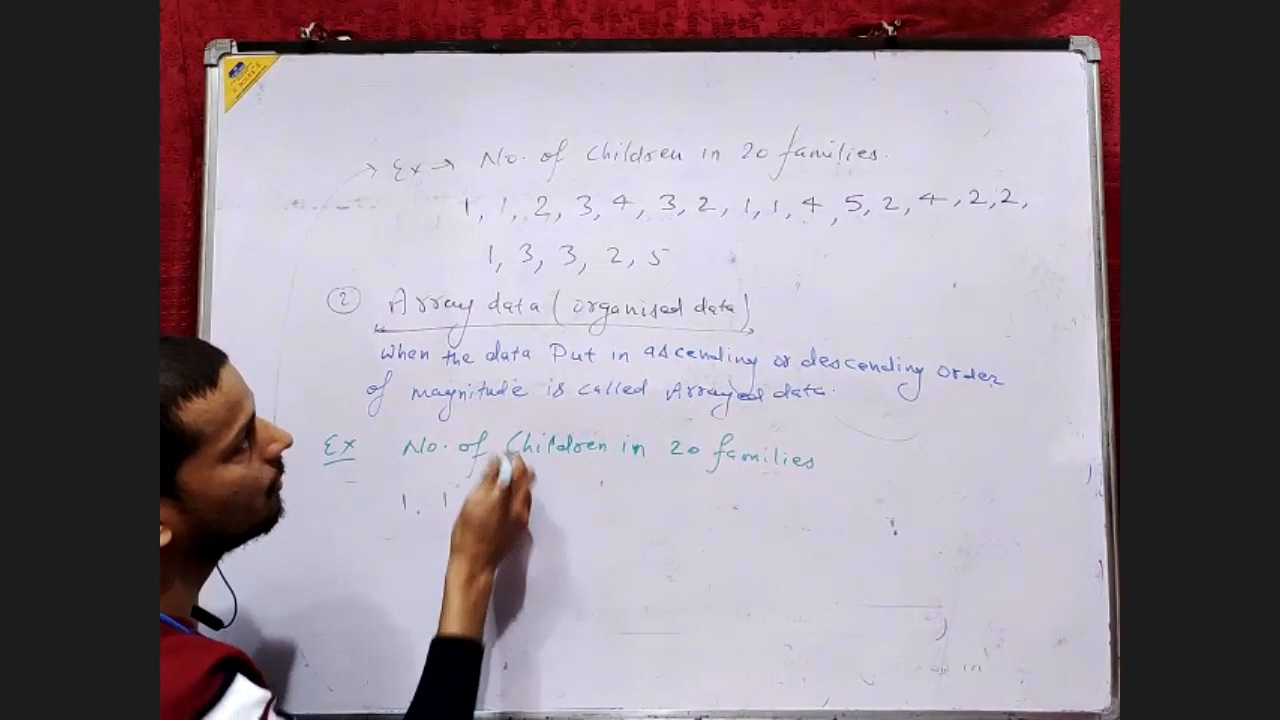 → Ex → No. of Children in 20 families.
1, 1, 2, 3, 4, 3, 2, 1, 1, 4, 5, 2, 4, 2, 2,
1, 3, 3, 2, 5
② Array data (organised data)
When the data Put in ascending or descending order
of magnitude is called Arrayed data.
Ex No. of Children in 20 families
1, 1